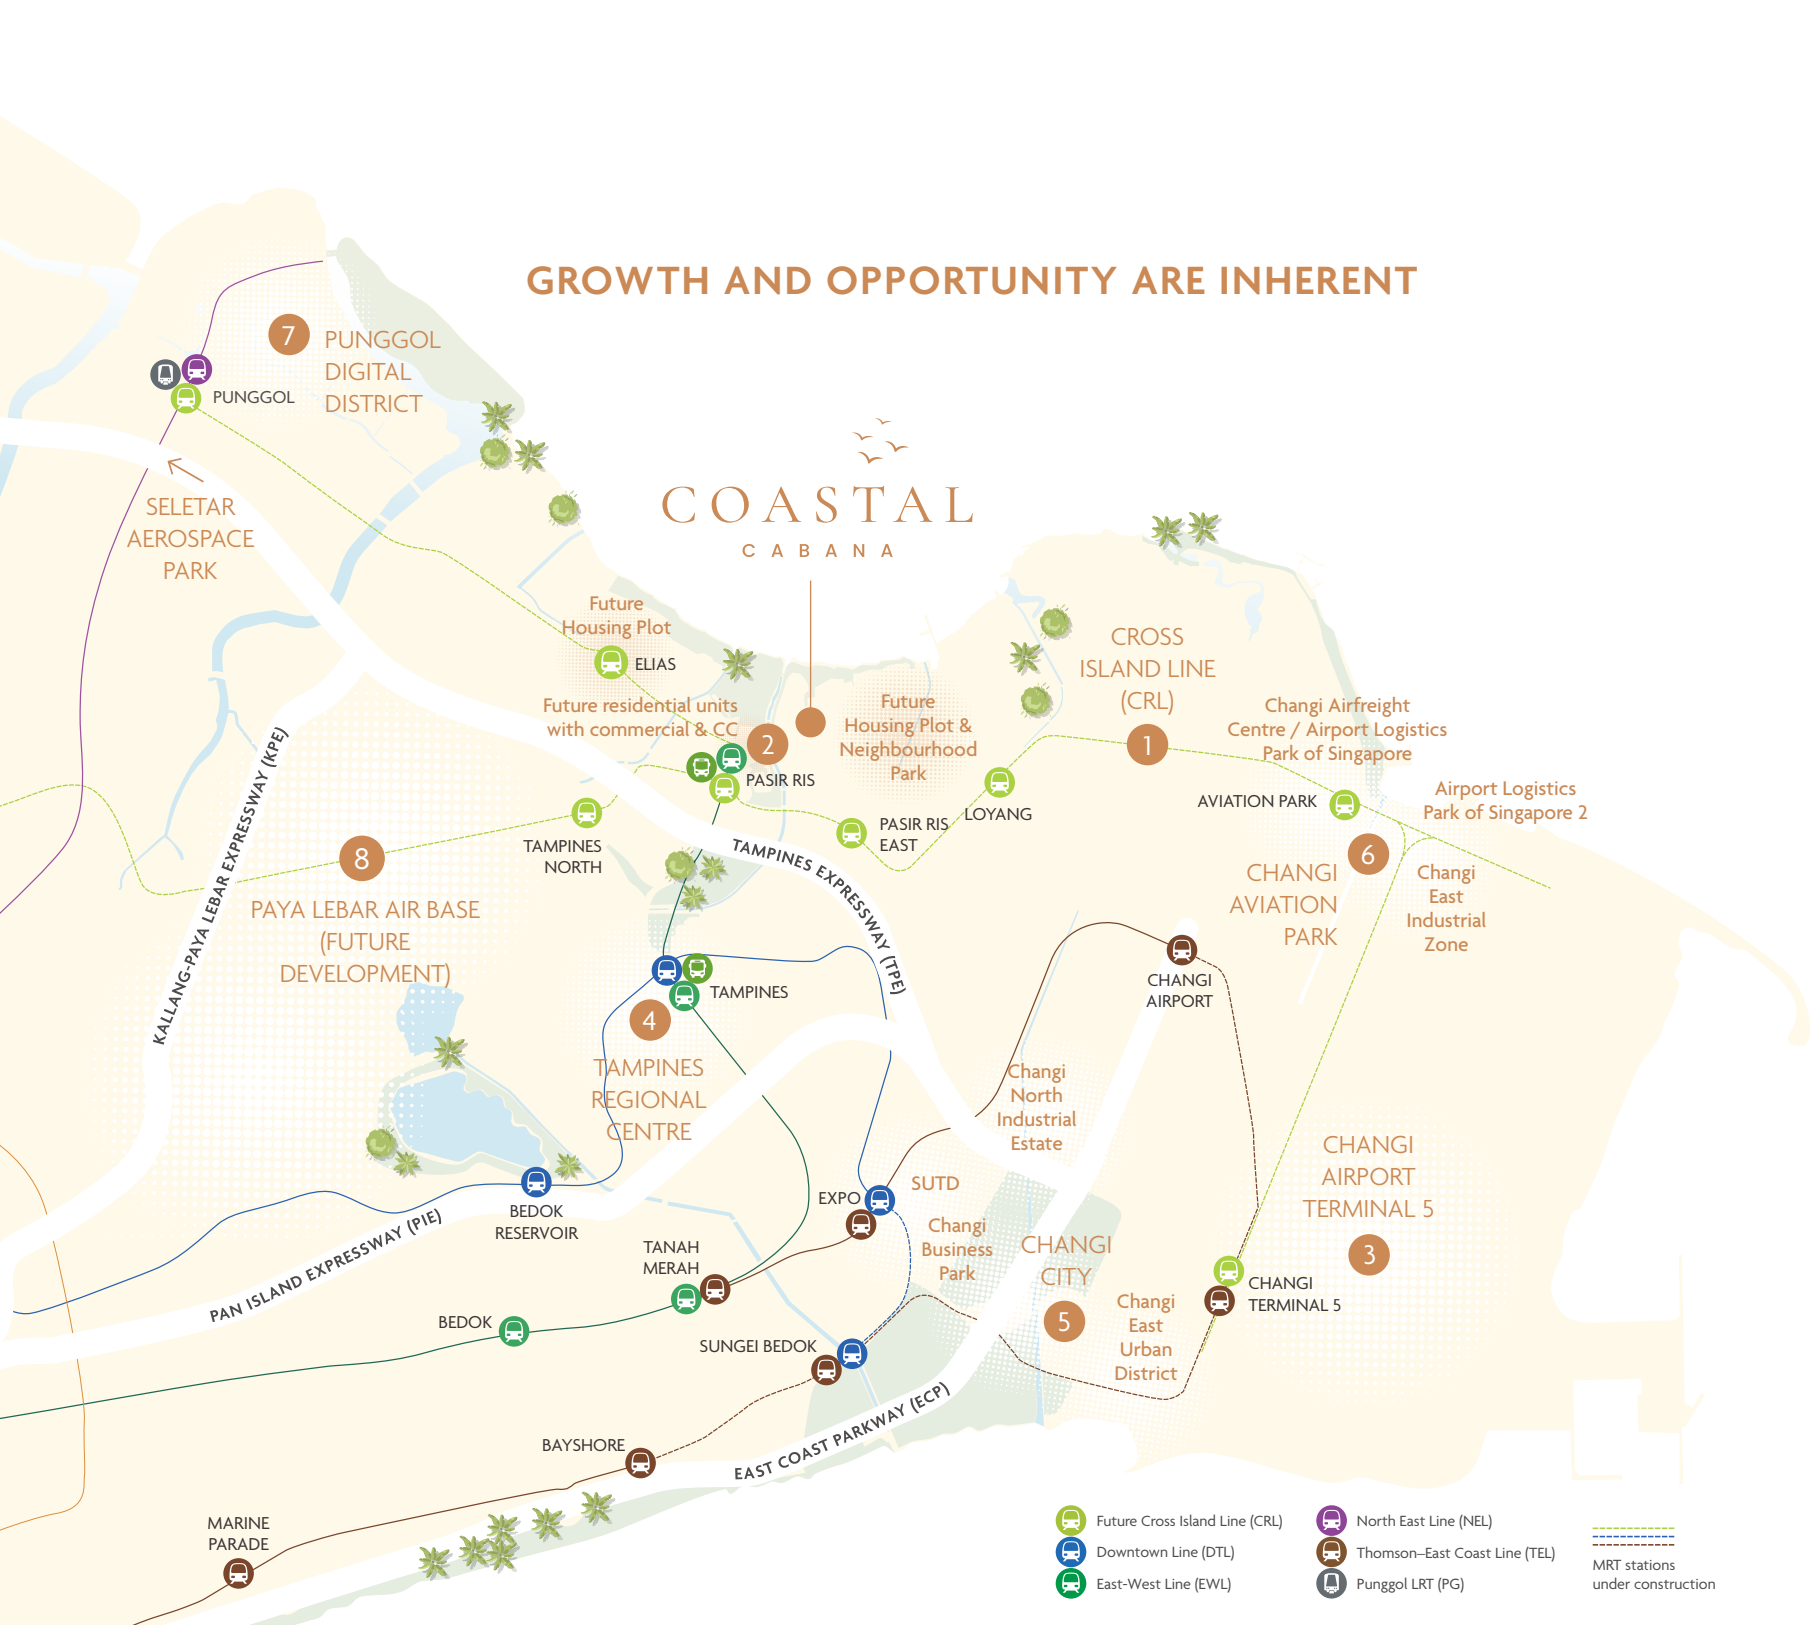 GROWTH AND OPPORTUNITY ARE INHERENT
7
PUNGGOL
DIGITAL
DISTRICT
PUNGGOL
SELETAR
AEROSPACE
PARK
COASTAL
CABANA
Future
Housing Plot
ELIAS
Future residential units
with commercial & CC
2
PASIR RIS
Future
Housing Plot &
Neighbourhood
Park
CROSS
ISLAND LINE
(CRL)
1
Changi Airfreight
Centre / Airport Logistics
Park of Singapore
AVIATION PARK
Airport Logistics
Park of Singapore 2
LOYANG
PASIR RIS
EAST
TAMPINES
NORTH
6
CHANGI
AVIATION
PARK
Changi
East
Industrial
Zone
8
PAYA LEBAR AIR BASE
(FUTURE
DEVELOPMENT)
KALLANG-PAYA LEBAR EXPRESSWAY (KPE)
TAMPINES EXPRESSWAY (TPE)
CHANGI
AIRPORT
TAMPINES
4
TAMPINES
REGIONAL
CENTRE
Changi
North
Industrial
Estate
CHANGI
AIRPORT
TERMINAL 5
3
EXPO
SUTD
Changi
Business
Park
CHANGI
CITY
5
BEDOK
RESERVOIR
PAN ISLAND EXPRESSWAY (PIE)
TANAH
MERAH
CHANGI
TERMINAL 5
Changi
East
Urban
District
BEDOK
SUNGEI BEDOK
BAYSHORE
EAST COAST PARKWAY (ECP)
MARINE
PARADE
Future Cross Island Line (CRL)
Downtown Line (DTL)
East-West Line (EWL)
North East Line (NEL)
Thomson–East Coast Line (TEL)
Punggol LRT (PG)
MRT stations
under construction